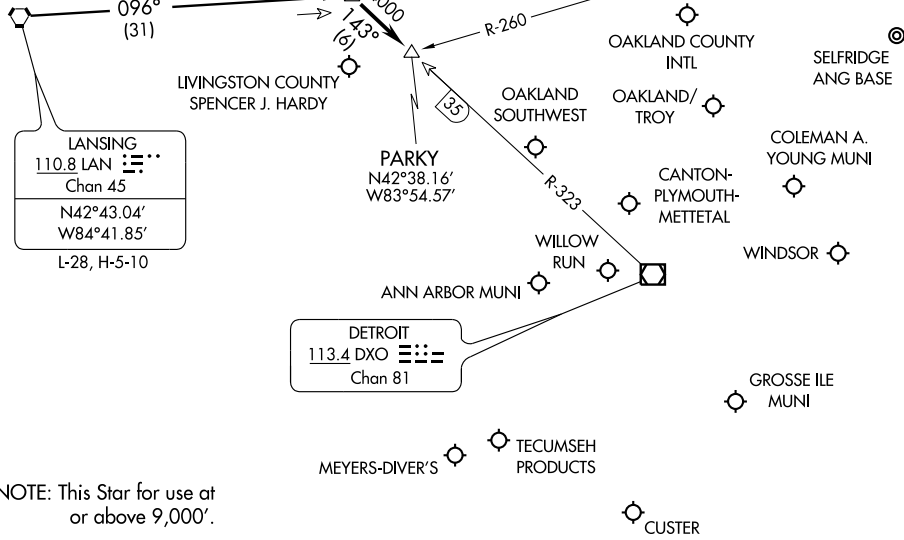 096°
(31)
000
143°
(6)
R-260
OAKLAND COUNTY
INTL
SELFRIDGE
ANG BASE
LIVINGSTON COUNTY
SPENCER J. HARDY
35
OAKLAND
SOUTHWEST
OAKLAND/
TROY
LANSING
110.8 LAN
Chan 45
N42°43.04'
W84°41.85'
L-28, H-5-10
PARKY
N42°38.16'
W83°54.57'
R-323
COLEMAN A.
YOUNG MUNI
CANTON-
PLYMOUTH-
METTETAL
WILLOW
RUN
WINDSOR
ANN ARBOR MUNI
DETROIT
113.4 DXO
Chan 81
GROSSE ILE
MUNI
MEYERS-DIVER'S
TECUMSEH
PRODUCTS
NOTE: This Star for use at
or above 9,000'.
CUSTER